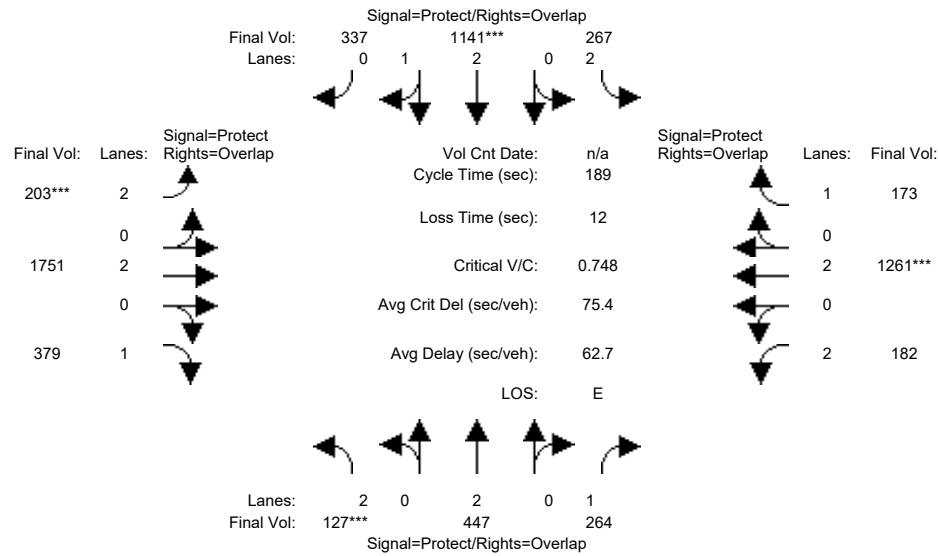 Signal=Protect/Rights=Overlap
Final Vol: 337 1141*** 267
Lanes: 0 1 2 0 2
Signal=Protect Signal=Protect
Final Vol: Lanes: Rights=Overlap Vol Cnt Date: n/a Rights=Overlap Lanes: Final Vol:
Cycle Time (sec): 189
203*** 2 1 173
Loss Time (sec): 12
0 0
1751 2 Critical V/C: 0.748 2 1261***
0 Avg Crit Del (sec/veh): 75.4 0
379 1 Avg Delay (sec/veh): 62.7 2 182
LOS: E
Lanes: 2 0 2 0 1
Final Vol: 127*** 447 264
Signal=Protect/Rights=Overlap